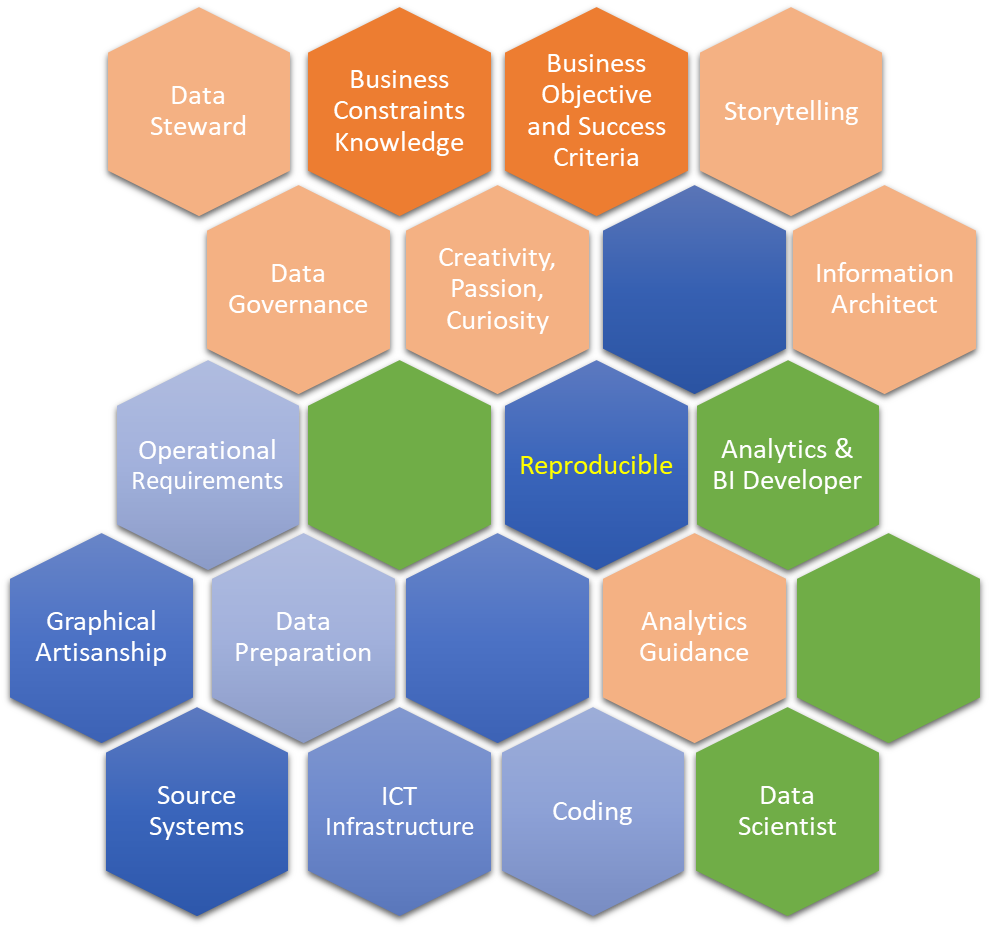 Data
Steward
Business
Constraints
Knowledge
Business
Objective
and Success
Criteria
Storytelling
Data
Governance
Creativity,
Passion,
Curiosity
Information
Architect
Operational
Requirements
Reproducible
Analytics &
BI Developer
Graphical
Artisanship
Data
Preparation
Analytics
Guidance
Source
Systems
ICT
Infrastructure
Coding
Data
Scientist